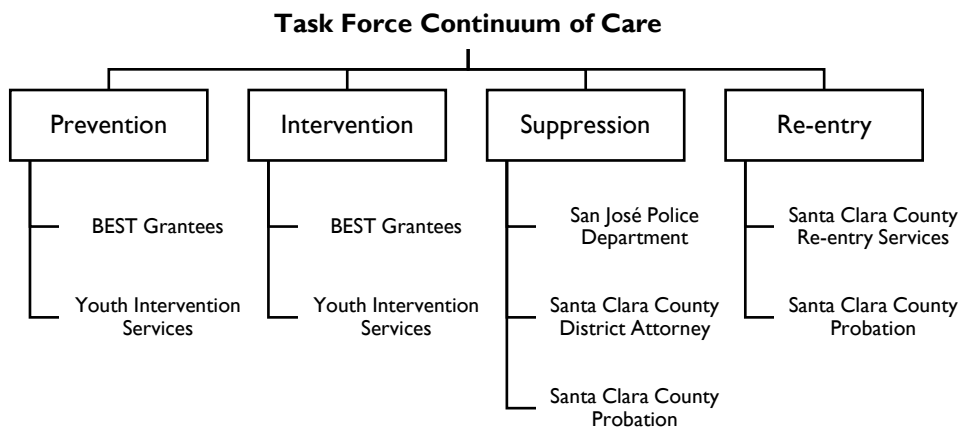 Task Force Continuum of Care
Prevention
Intervention
Suppression
Re-entry
BEST Grantees
Youth Intervention
Services
BEST Grantees
Youth Intervention
Services
San José Police
Department
Santa Clara County
District Attorney
Santa Clara County
Probation
Santa Clara County
Re-entry Services
Santa Clara County
Probation